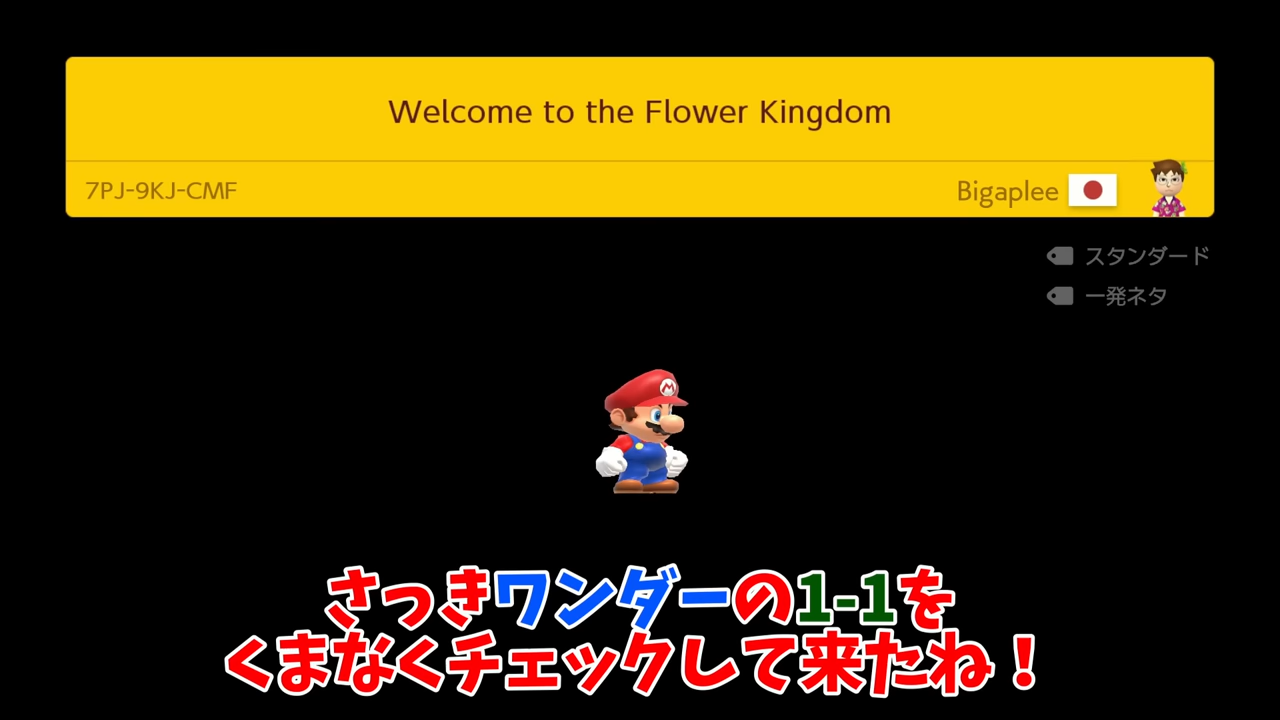 Welcome to the Flower Kingdom
7PJ-9KJ-CMF
Bigaplee
スタンダード
一発ネタ
さっきワンダーの1-1を
くまなくチェックして来たね！